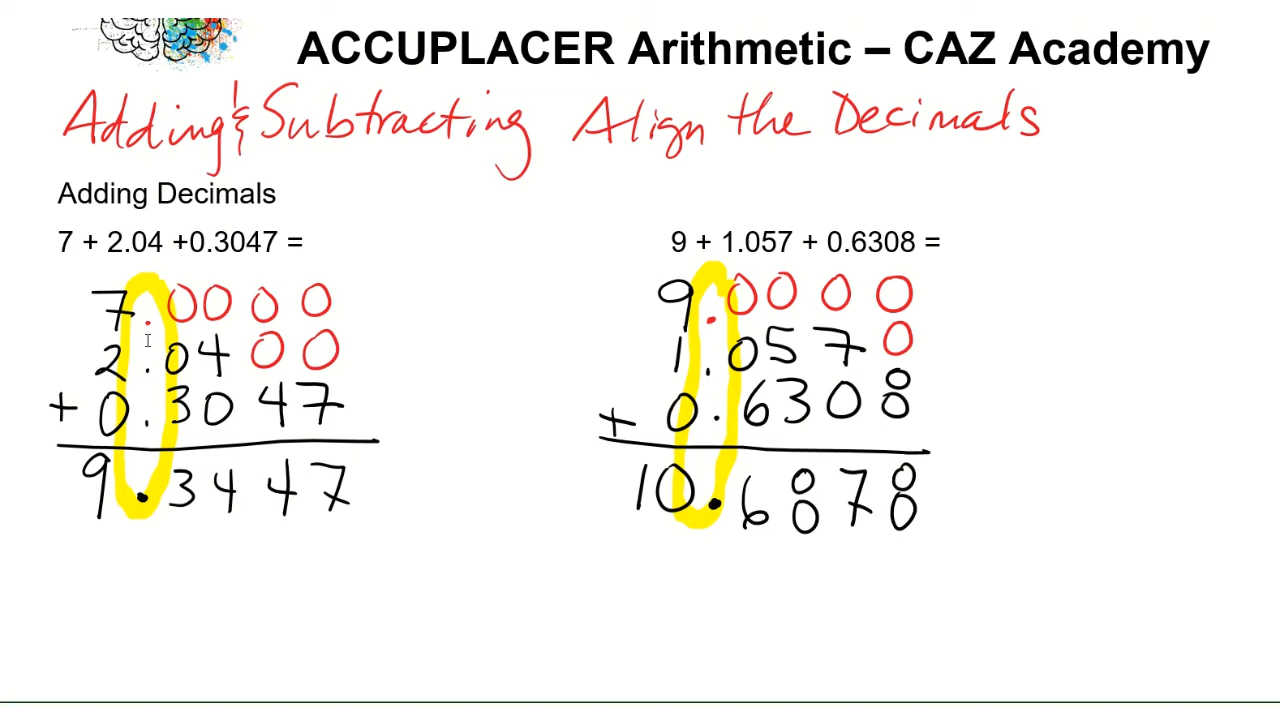 ACCUPLACER Arithmetic – CAZ Academy
Adding & Subtracting Align the Decimals
Adding Decimals
7 + 2.04 +0.3047 =
7.0000
2.0400
+ 0.3047
9.3447
9 + 1.057 + 0.6308 =
9.0000
1.0570
+ 0.6308
10.6878